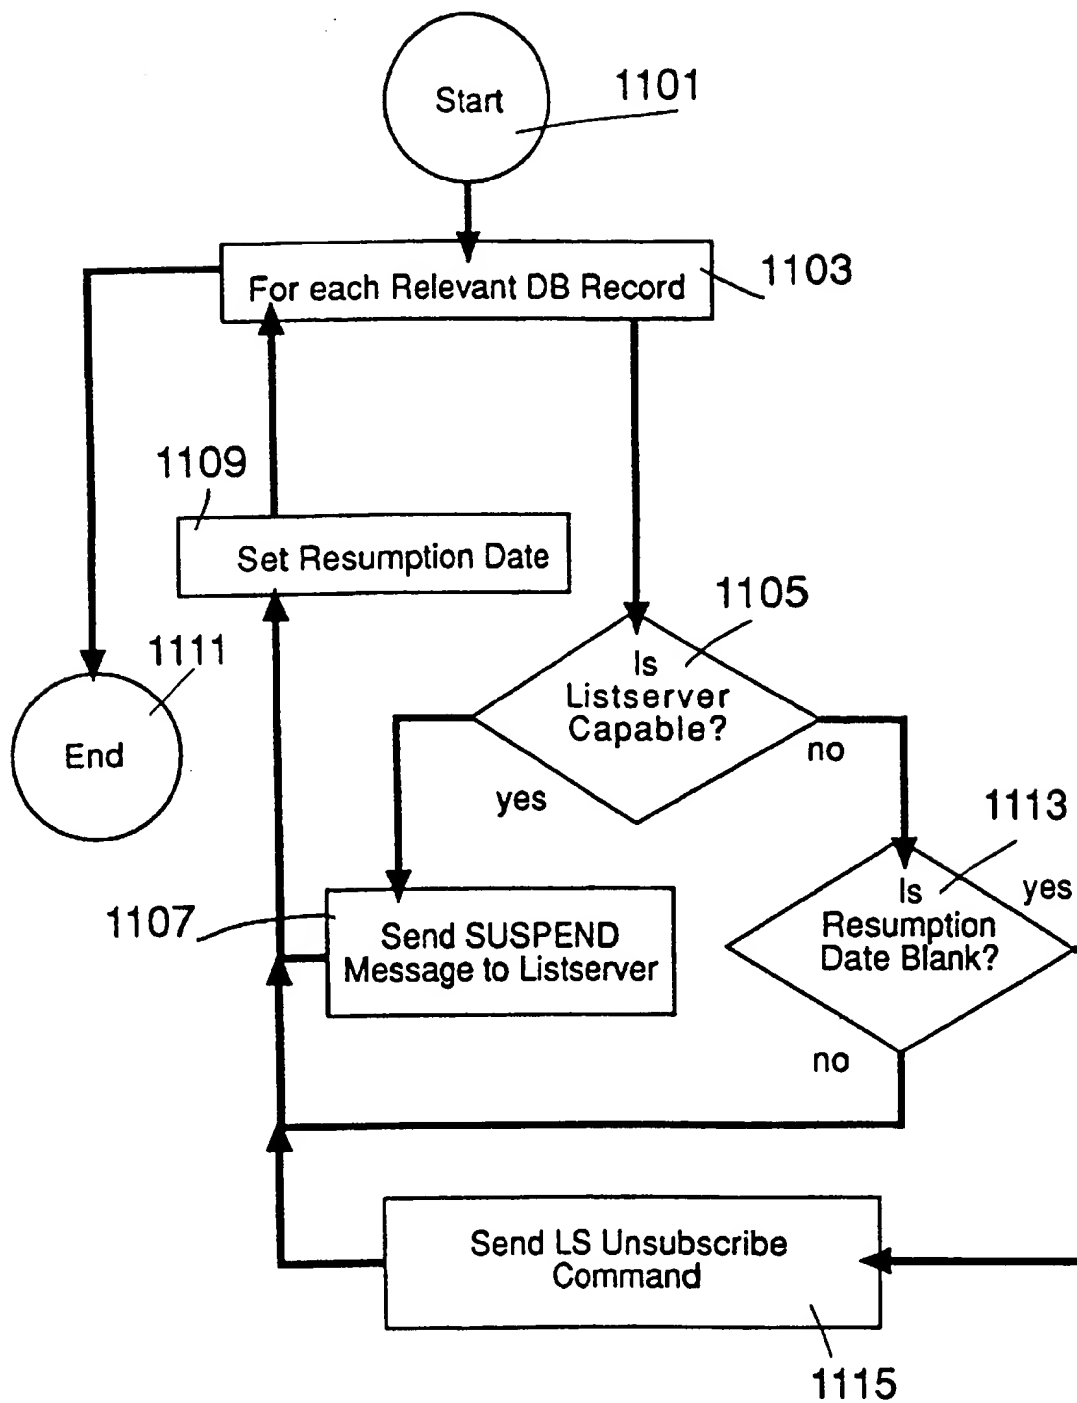 Start
1101
For each Relevant DB Record
1103
1109
Set Resumption Date
1105
Is
Listserver
Capable?
1111
End
no
yes
1113
Is
Resumption
Date Blank?
yes
1107
Send SUSPEND
Message to Listserver
no
Send LS Unsubscribe
Command
1115